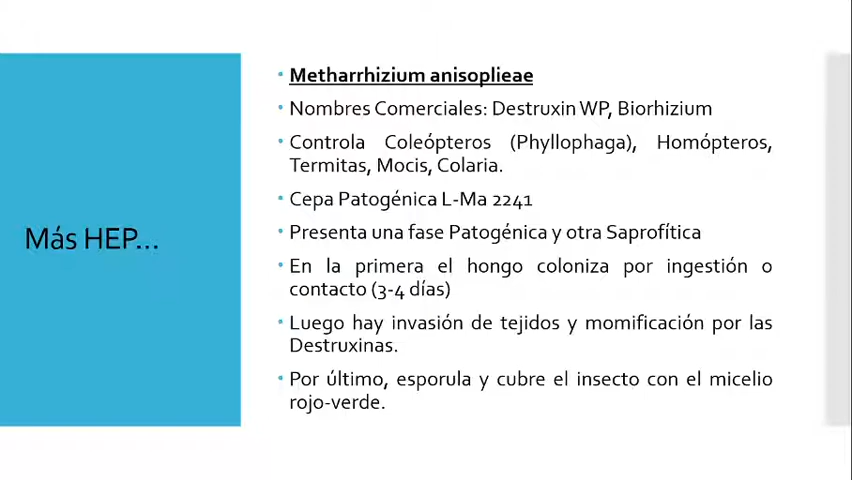 Más HEP...
• Metharrhizium anisoplieae
• Nombres Comerciales: Destruxin WP, Biorhizium
• Controla Coleópteros (Phyllophaga), Homópteros,
Termitas, Mocis, Colaria.
• Cepa Patogénica L-Ma 2241
• Presenta una fase Patogénica y otra Saprofítica
• En la primera el hongo coloniza por ingestión o
contacto (3-4 días)
• Luego hay invasión de tejidos y momificación por las
Destruxinas.
• Por último, esporula y cubre el insecto con el micelio
rojo-verde.